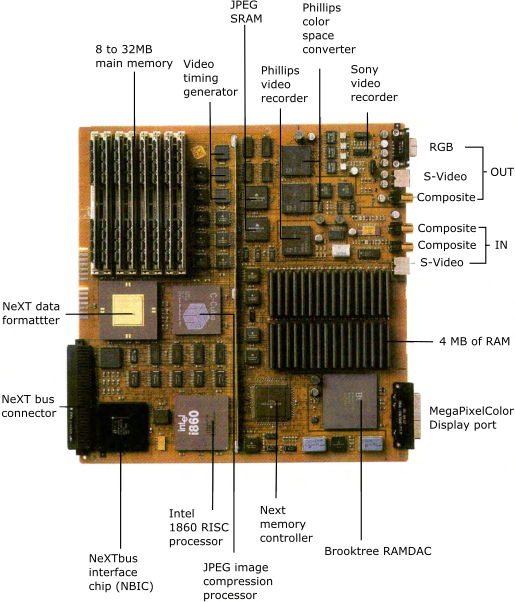 JPEG
SRAM
Phillips
color
space
converter
8 to 32MB
main memory
Video
timing
generator
Phillips
video
recorder
Sony
video
recorder
RGB
S-Video
OUT
Composite
Composite
IN
Composite
S-Video
NeXT data
formattter
C-Cube
4 MB of RAM
NeXT bus
connector
MegaPixelColor
Display port
intel
i860
Intel
1860 RISC
processor
Next
memory
controller
Brooktree RAMDAC
NeXTbus
interface
chip (NBIC)
JPEG image
compression
processor